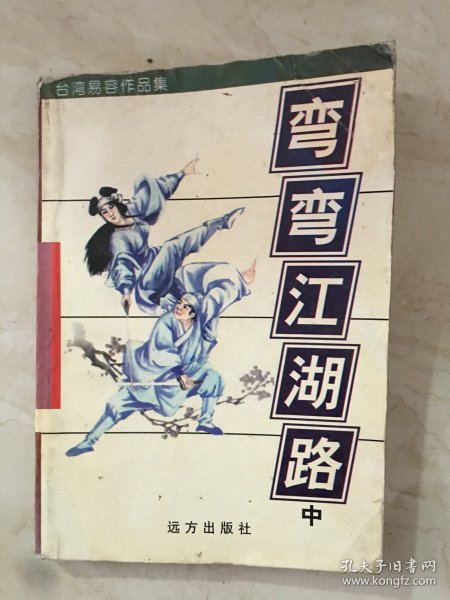 台湾易容作品集
弯弯江湖路
中
远方出版社
孔夫子旧书网
www.kongfz.com